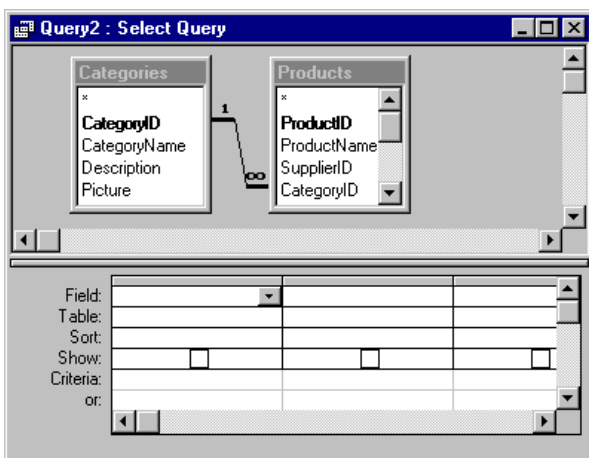 Query2 : Select Query
Categories
*
CategoryID
CategoryName
Description
Picture
1
∞
Products
*
ProductID
ProductName
SupplierID
CategoryID
Field:
Table:
Sort:
Show:
Criteria:
or: